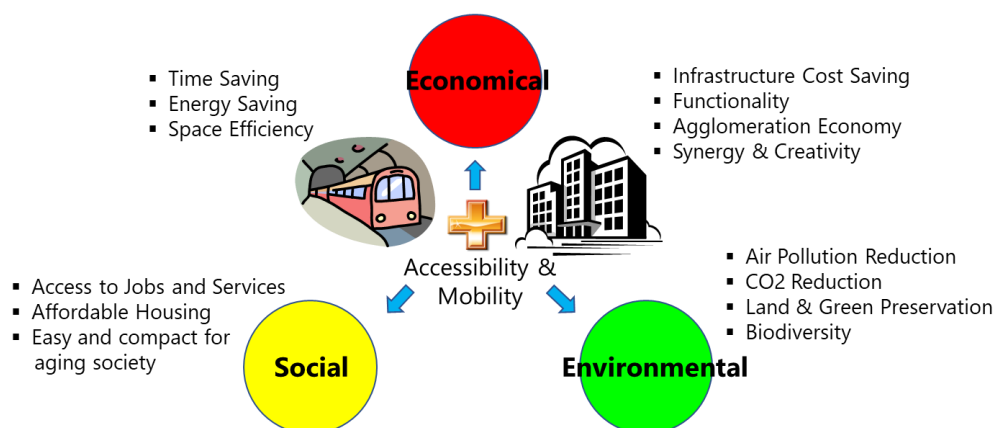 Economical
▪ Time Saving
▪ Energy Saving
▪ Space Efficiency
▪ Infrastructure Cost Saving
▪ Functionality
▪ Agglomeration Economy
▪ Synergy & Creativity
Accessibility &
Mobility
▪ Access to Jobs and Services
▪ Affordable Housing
▪ Easy and compact for
aging society
Social
▪ Air Pollution Reduction
▪ CO2 Reduction
▪ Land & Green Preservation
▪ Biodiversity
Environmental